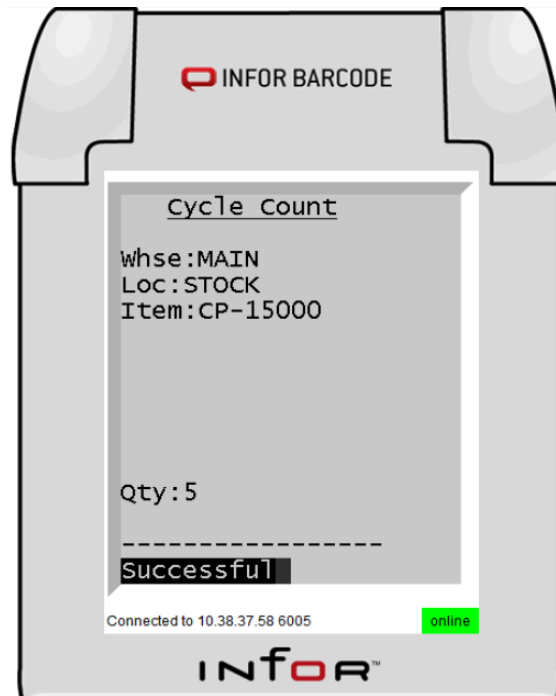 INFOR BARCODE
Cycle Count
Whse:MAIN
Loc:STOCK
Item:CP-15000
Qty:5
-----------------
Successful
Connected to 10.38.37.58 6005
online
INFOR™